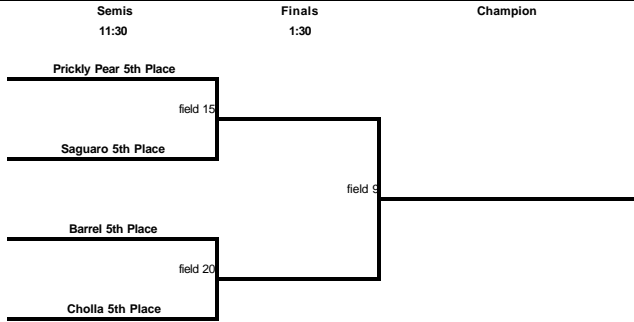 Semis Finals Champion
11:30 1:30
Prickly Pear 5th Place
field 15
Saguaro 5th Place
field 9
Barrel 5th Place
field 20
Cholla 5th Place